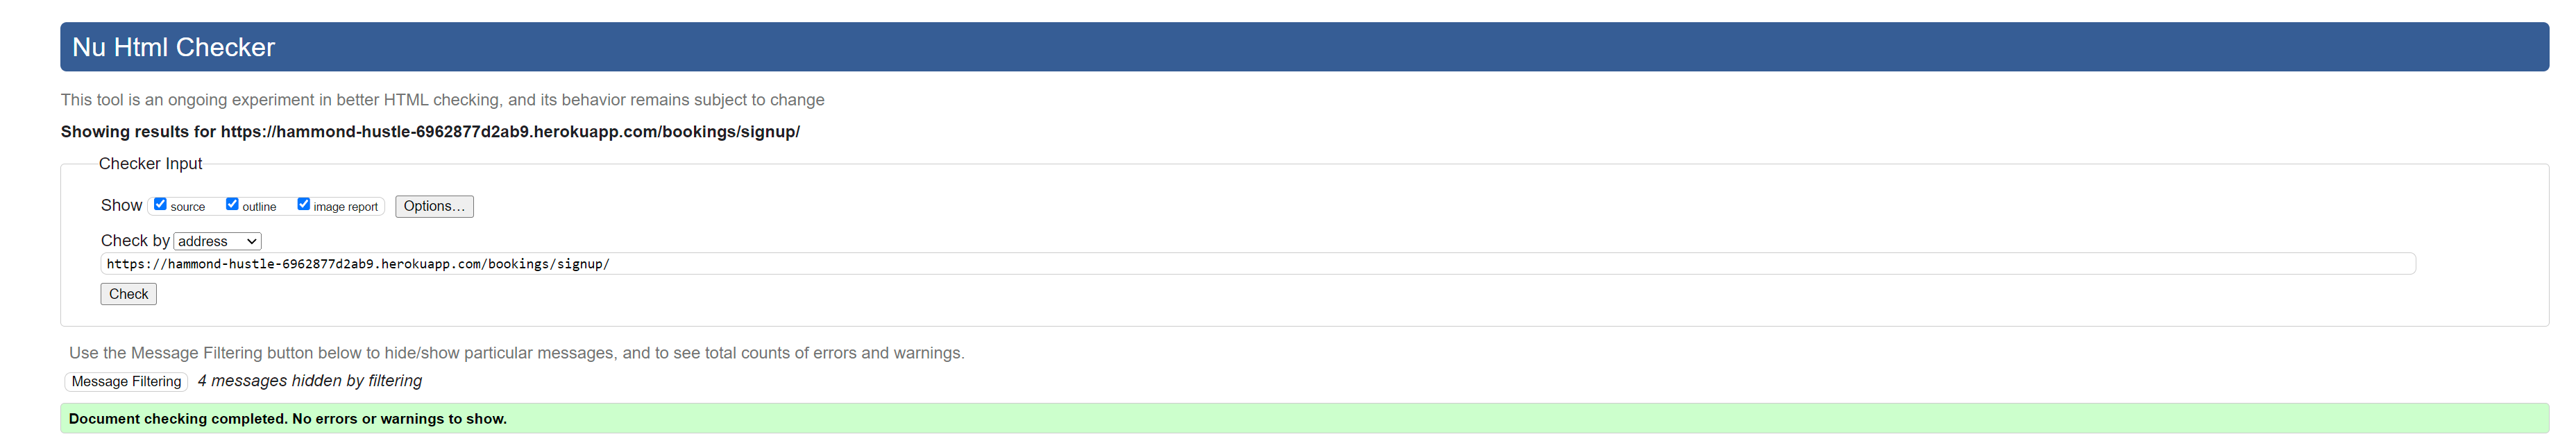 Nu Html Checker
This tool is an ongoing experiment in better HTML checking, and its behavior remains subject to change
Showing results for https://hammond-hustle-6962877d2ab9.herokuapp.com/bookings/signup/
Checker Input
Show source outline image report Options...
Check by address
https://hammond-hustle-6962877d2ab9.herokuapp.com/bookings/signup/
Check
Use the Message Filtering button below to hide/show particular messages, and to see total counts of errors and warnings.
Message Filtering 4 messages hidden by filtering
Document checking completed. No errors or warnings to show.